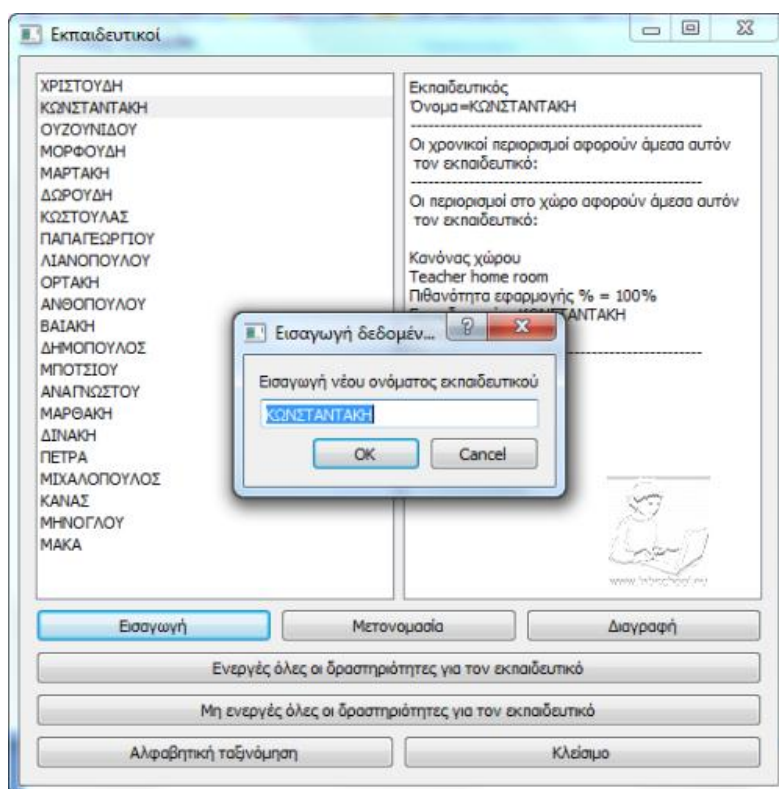 Εκπαιδευτικοί
ΧΡΙΣΤΟΥΔΗ
ΚΩΝΣΤΑΝΤΑΚΗ
ΟΥΖΟΥΝΙΔΟΥ
ΜΟΡΦΟΥΔΗ
ΜΑΡΤΑΚΗ
ΔΩΡΟΥΔΗ
ΚΩΣΤΟΥΛΑΣ
ΠΑΠΑΓΕΩΡΓΙΟΥ
ΛΙΑΝΟΠΟΥΛΟΥ
ΟΡΤΑΚΗ
ΑΝΘΟΠΟΥΛΟΥ
ΒΑΙΑΚΗ
ΔΗΜΟΠΟΥΛΟΣ
ΜΠΟΤΣΙΟΥ
ΑΝΑΓΝΩΣΤΟΥ
ΜΑΡΘΑΚΗ
ΔΙΝΑΚΗ
ΠΕΤΡΑ
ΜΙΧΑΛΟΠΟΥΛΟΣ
ΚΑΝΑΣ
ΜΗΝΟΓΛΟΥ
ΜΑΚΑ
Εκπαιδευτικός
Όνομα=ΚΩΝΣΤΑΝΤΑΚΗ
Οι χρονικοί περιορισμοί αφορούν άμεσα αυτόν
τον εκπαιδευτικό:
Οι περιορισμοί στο χώρο αφορούν άμεσα αυτόν
τον εκπαιδευτικό:
Κανόνας χώρου
Teacher home room
Πιθανότητα εφαρμογής % = 100%
Εισαγωγή δεδομέν...
Εισαγωγή νέου ονόματος εκπαιδευτικού
ΚΩΝΣΤΑΝΤΑΚΗ
OK Cancel
Εισαγωγή Μετονομασία Διαγραφή
Ενεργές όλες οι δραστηριότητες για τον εκπαιδευτικό
Μη ενεργές όλες οι δραστηριότητες για τον εκπαιδευτικό
Αλφαβητική ταξινόμηση Κλείσιμο